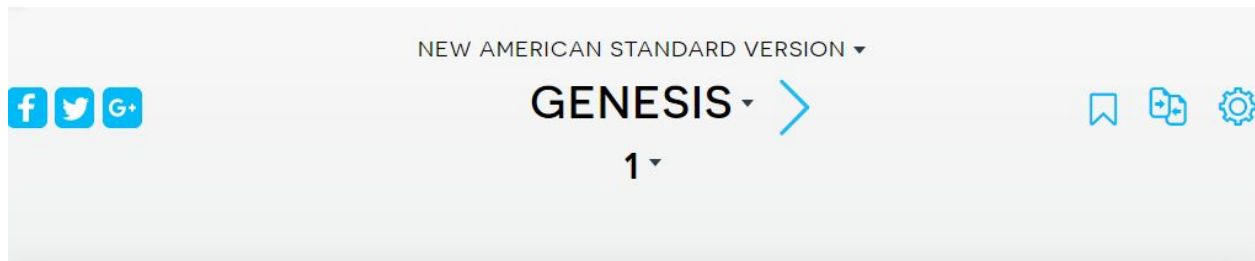 NEW AMERICAN STANDARD VERSION
f G+ GENESIS
1